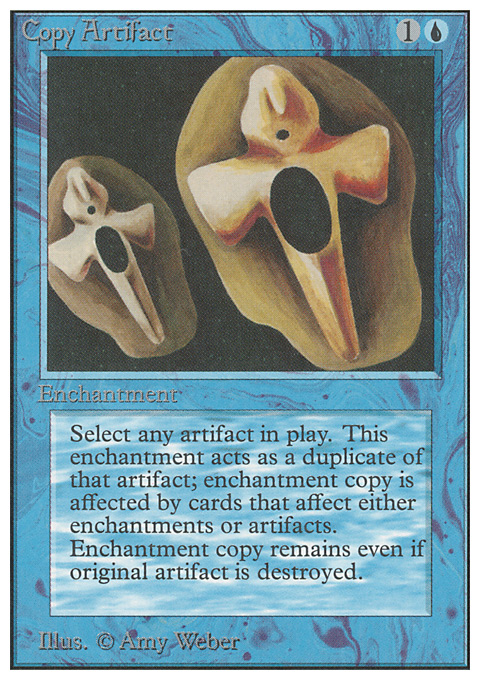 Copy Artifact 1
Enchantment
Select any artifact in play. This
enchantment acts as a duplicate of
that artifact; enchantment copy is
affected by cards that affect either
enchantments or artifacts.
Enchantment copy remains even if
original artifact is destroyed.
Illus. © Amy Weber